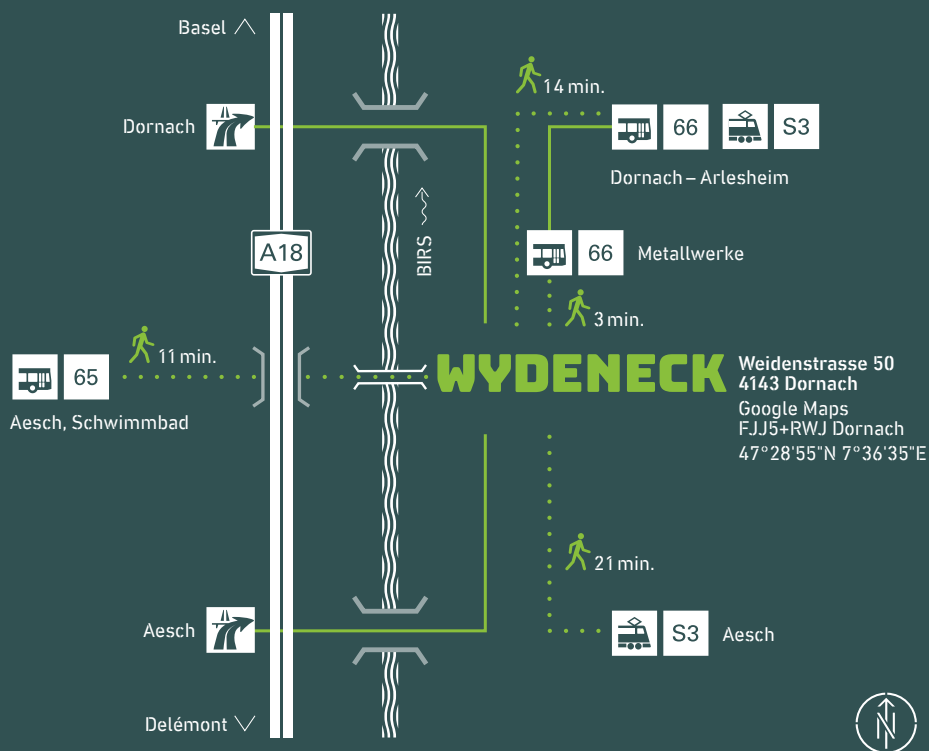 Basel
14 min.
Dornach
66
S3
Dornach – Arlesheim
A18
BIRS
66
Metallwerke
3 min.
11 min.
65
Aesch, Schwimmbad
WYDENECK
Weidenstrasse 50
4143 Dornach
Google Maps
FJJ5+RWJ Dornach
47°28'55"N 7°36'35"E
21 min.
Aesch
S3
Aesch
Delémont
N